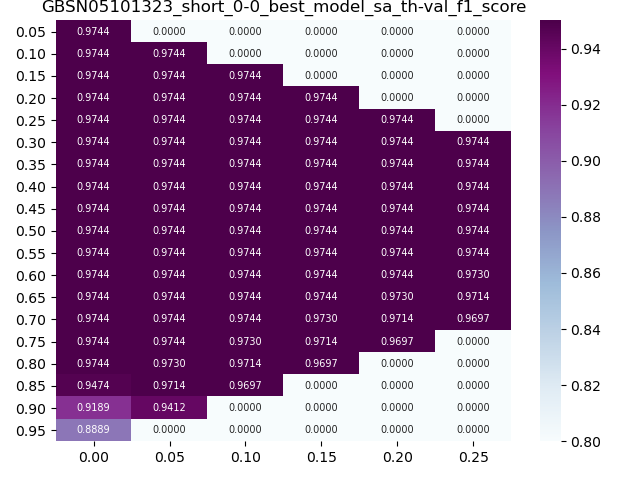 GBSN05101323_short_0-0_best_model_sa_th-val_f1_score
0.05 0.9744 0.0000 0.0000 0.0000 0.0000 0.0000
0.10 0.9744 0.9744 0.0000 0.0000 0.0000 0.0000
0.15 0.9744 0.9744 0.9744 0.0000 0.0000 0.0000
0.20 0.9744 0.9744 0.9744 0.9744 0.0000 0.0000
0.25 0.9744 0.9744 0.9744 0.9744 0.9744 0.0000
0.30 0.9744 0.9744 0.9744 0.9744 0.9744 0.9744
0.35 0.9744 0.9744 0.9744 0.9744 0.9744 0.9744
0.40 0.9744 0.9744 0.9744 0.9744 0.9744 0.9744
0.45 0.9744 0.9744 0.9744 0.9744 0.9744 0.9744
0.50 0.9744 0.9744 0.9744 0.9744 0.9744 0.9744
0.55 0.9744 0.9744 0.9744 0.9744 0.9744 0.9744
0.60 0.9744 0.9744 0.9744 0.9744 0.9744 0.9730
0.65 0.9744 0.9744 0.9744 0.9744 0.9730 0.9714
0.70 0.9744 0.9744 0.9744 0.9730 0.9714 0.9697
0.75 0.9744 0.9744 0.9730 0.9714 0.9697 0.0000
0.80 0.9744 0.9730 0.9714 0.9697 0.0000 0.0000
0.85 0.9474 0.9714 0.9697 0.0000 0.0000 0.0000
0.90 0.9189 0.9412 0.0000 0.0000 0.0000 0.0000
0.95 0.8889 0.0000 0.0000 0.0000 0.0000 0.0000
0.00 0.05 0.10 0.15 0.20 0.25
0.94
0.92
0.90
0.88
0.86
0.84
0.82
0.80